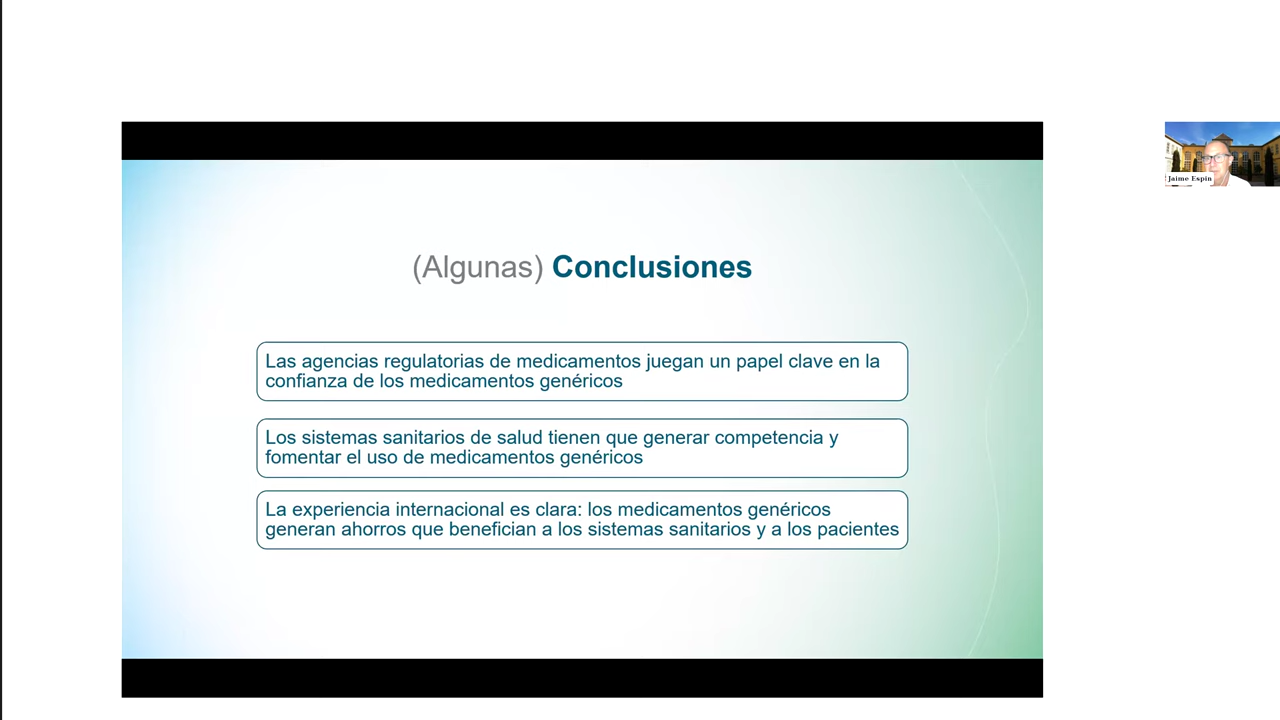 (Algunas) Conclusiones
Las agencias regulatorias de medicamentos juegan un papel clave en la
confianza de los medicamentos genéricos
Los sistemas sanitarios de salud tienen que generar competencia y
fomentar el uso de medicamentos genéricos
La experiencia internacional es clara: los medicamentos genéricos
generan ahorros que benefician a los sistemas sanitarios y a los pacientes
Jaime Espin